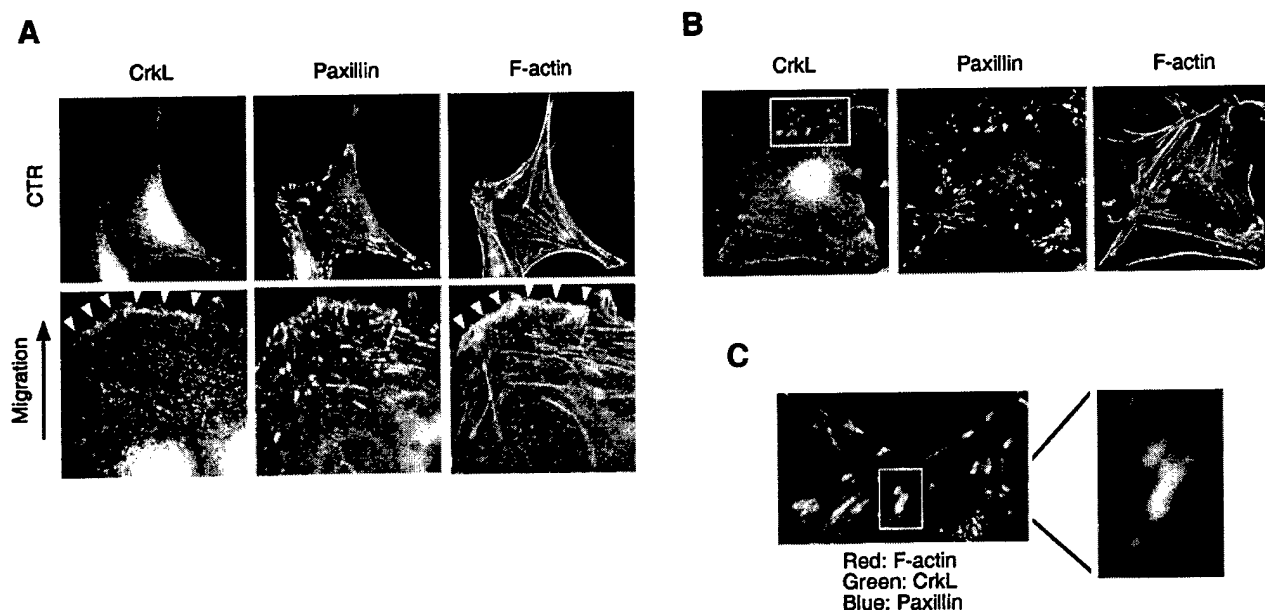 A
CrkL Paxillin F-actin
CTR
Migration
B
CrkL Paxillin F-actin
C
Red: F-actin
Green: CrkL
Blue: Paxillin